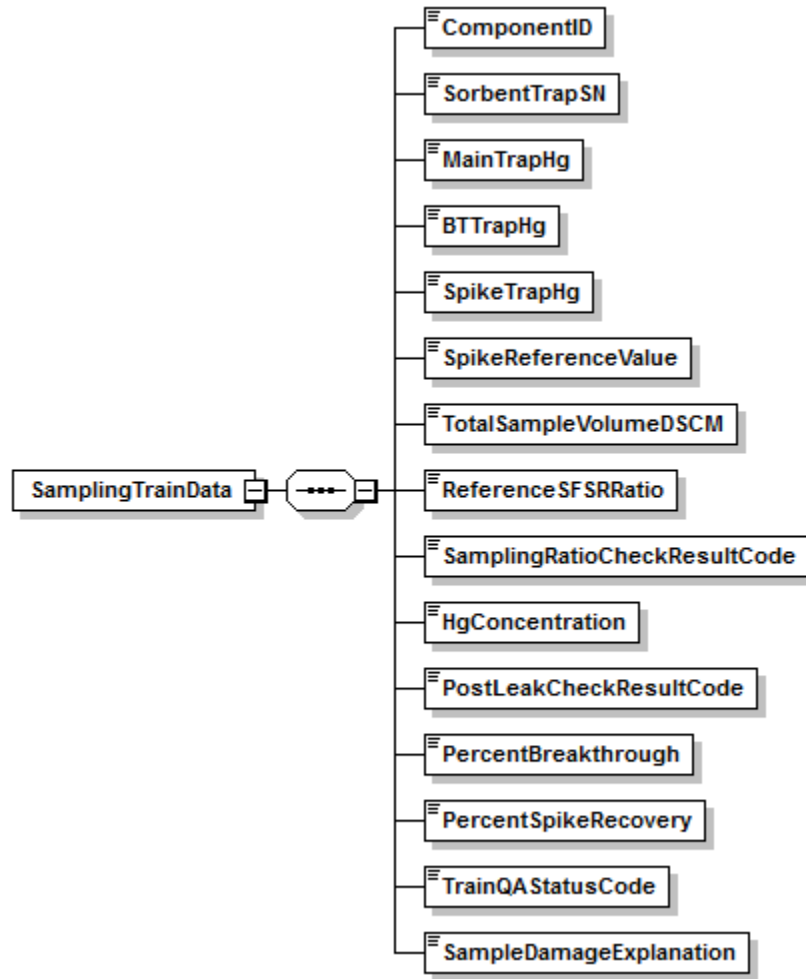 ComponentID
SorbentTrapSN
MainTrapHg
BTTrapHg
SpikeTrapHg
SpikeReferenceValue
TotalSampleVolumeDSCM
SamplingTrainData
ReferenceSFSRRatio
SamplingRatioCheckResultCode
HgConcentration
PostLeakCheckResultCode
PercentBreakthrough
PercentSpikeRecovery
TrainQAStatusCode
SampleDamageExplanation